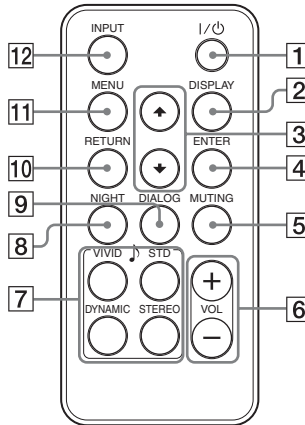 INPUT
I/⏻
12
1
MENU
DISPLAY
2
11
3
RETURN
ENTER
10
4
9
NIGHT
DIALOG
MUTING
8
5
VIVID ♪ STD
7
+
VOL
6
DYNAMIC
STEREO
−